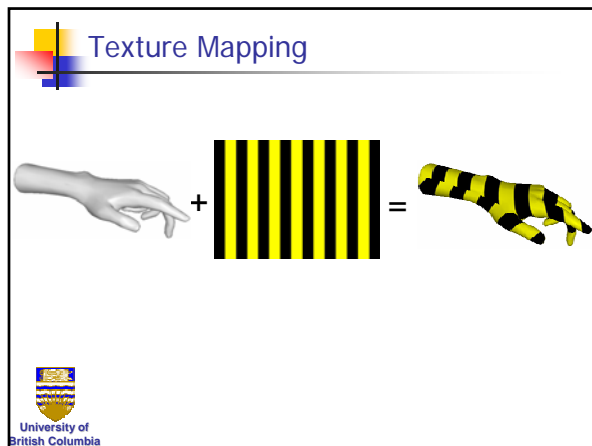 Texture Mapping
+ =
University of
British Columbia